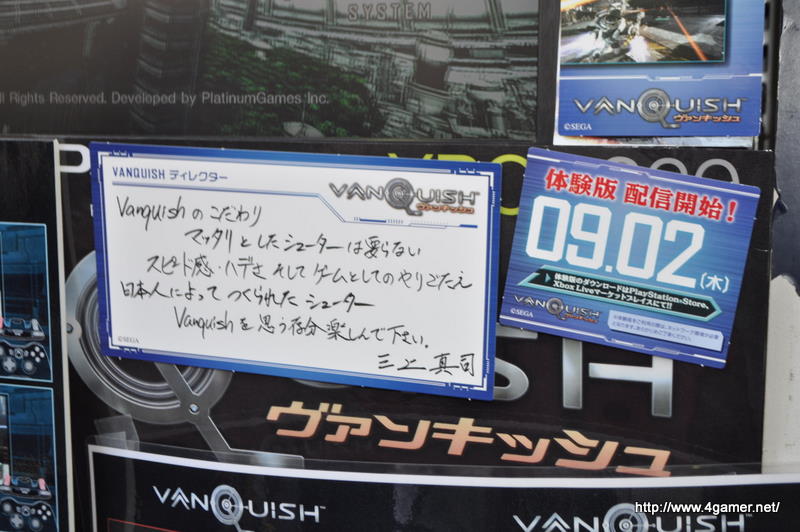 SYSTEM
All Rights Reserved. Developed by PlatinumGames Inc.
VANQUISH
ヴァンキッシュ
©SEGA
VANQUISH ディレクター
VANQUISH
ヴァンキッシュ
Vanquishのこだわり
マッタリとしたシューターは要らない
スピード感・ハデさ そして ゲームとしてのやりごたえ
日本人によって つくられた シューター
Vanquishを思う存分楽しんで下さい。
三上真司
©SEGA
体験版 配信開始!
09.02(木)
体験版のダウンロードはPlayStation®Store、
Xbox Liveマーケットプレイスにて!!
VANQUISH
ヴァンキッシュ
©SEGA
SH
ヴァンキッシュ
VANQUISH
VANQUISH
http://www.4gamer.net/